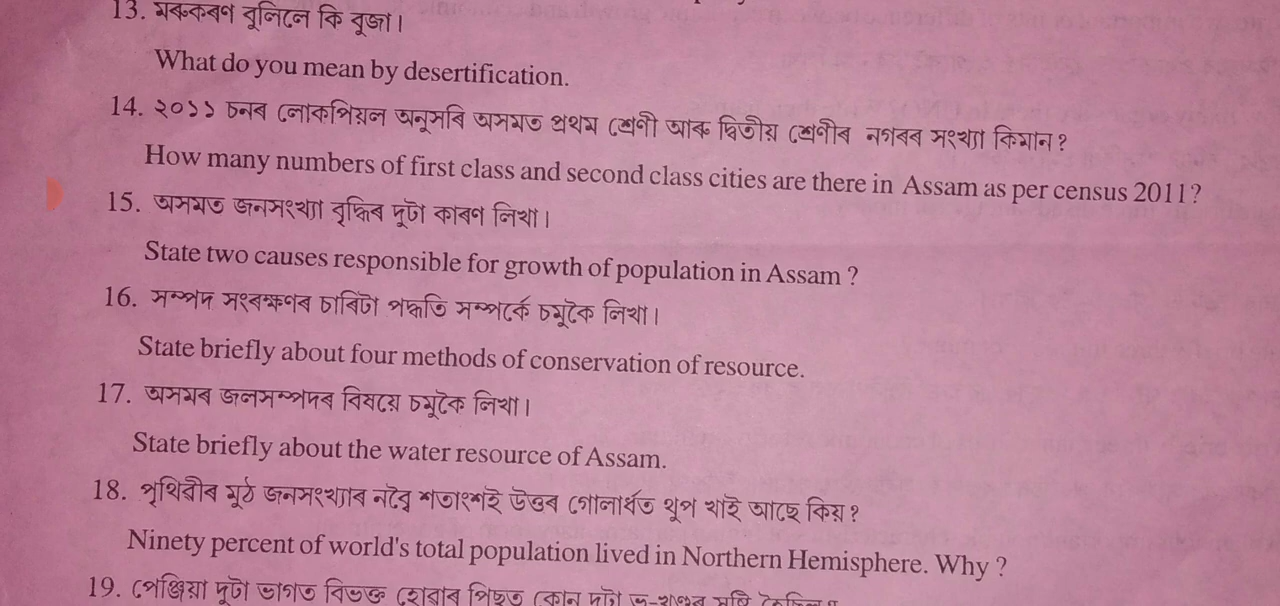 13. মৰুকৰণ বুলিলে কি বুজা।
What do you mean by desertification.
14. ২০১১ চনৰ লোকপিয়ল অনুসৰি অসমত প্ৰথম শ্ৰেণী আৰু দ্বিতীয় শ্ৰেণীৰ নগৰৰ সংখ্যা কিমান?
How many numbers of first class and second class cities are there in Assam as per census 2011?
15. অসমত জনসংখ্যা বৃদ্ধিৰ দুটা কাৰণ লিখা।
State two causes responsible for growth of population in Assam ?
16. সম্পদ সংৰক্ষণৰ চাৰিটা পদ্ধতি সম্পৰ্কে চমুকৈ লিখা।
State briefly about four methods of conservation of resource.
17. অসমৰ জলসম্পদৰ বিষয়ে চমুকৈ লিখা।
State briefly about the water resource of Assam.
18. পৃথিৱীৰ মুঠ জনসংখ্যাৰ নব্বৈ শতাংশই উত্তৰ গোলাৰ্ধত থূপ খাই আছে কিয়?
Ninety percent of world's total population lived in Northern Hemisphere. Why ?
19. পেঞ্জিয়া দুটা ভাগত বিভক্ত হোৱাৰ পিছত কোন দুটা ভূ-খণ্ডৰ সৃষ্টি হৈছিল?